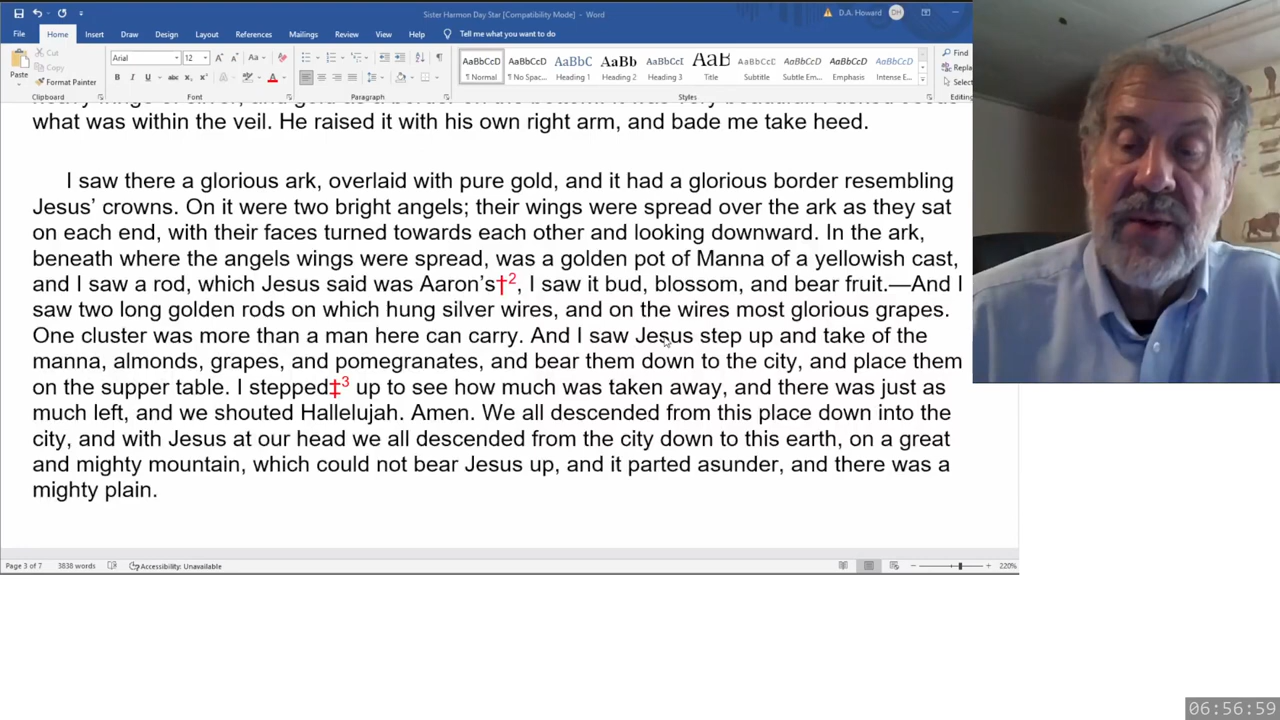 Sister Harmon Day Star [Compatibility Mode] - Word
D.A. Howard DH
File Home Insert Draw Design Layout References Mailings Review View Help Tell me what you want to do
Paste
Cut
Copy
Format Painter
Clipboard
Arial 12
Font
Paragraph
AaBbCcD AaBbCcD AaBbC AaBb AaBbCcI AaB AaBbCcD AaBbCcD AaBbCcD AaBbCcD
¶ Normal ¶ No Spac... Heading 1 Heading 2 Heading 3 Title Subtitle Subtle Em... Emphasis Intense E...
Styles
Find
Repla
Select
Editing
what was within the veil. He raised it with his own right arm, and bade me take heed.
I saw there a glorious ark, overlaid with pure gold, and it had a glorious border resembling
Jesus’ crowns. On it were two bright angels; their wings were spread over the ark as they sat
on each end, with their faces turned towards each other and looking downward. In the ark,
beneath where the angels wings were spread, was a golden pot of Manna of a yellowish cast,
and I saw a rod, which Jesus said was Aaron’s†2, I saw it bud, blossom, and bear fruit.—And I
saw two long golden rods on which hung silver wires, and on the wires most glorious grapes.
One cluster was more than a man here can carry. And I saw Jesus step up and take of the
manna, almonds, grapes, and pomegranates, and bear them down to the city, and place them
on the supper table. I stepped‡3 up to see how much was taken away, and there was just as
much left, and we shouted Hallelujah. Amen. We all descended from this place down into the
city, and with Jesus at our head we all descended from the city down to this earth, on a great
and mighty mountain, which could not bear Jesus up, and it parted asunder, and there was a
mighty plain.
Page 3 of 7 3838 words Accessibility: Unavailable 220%
06:56:59